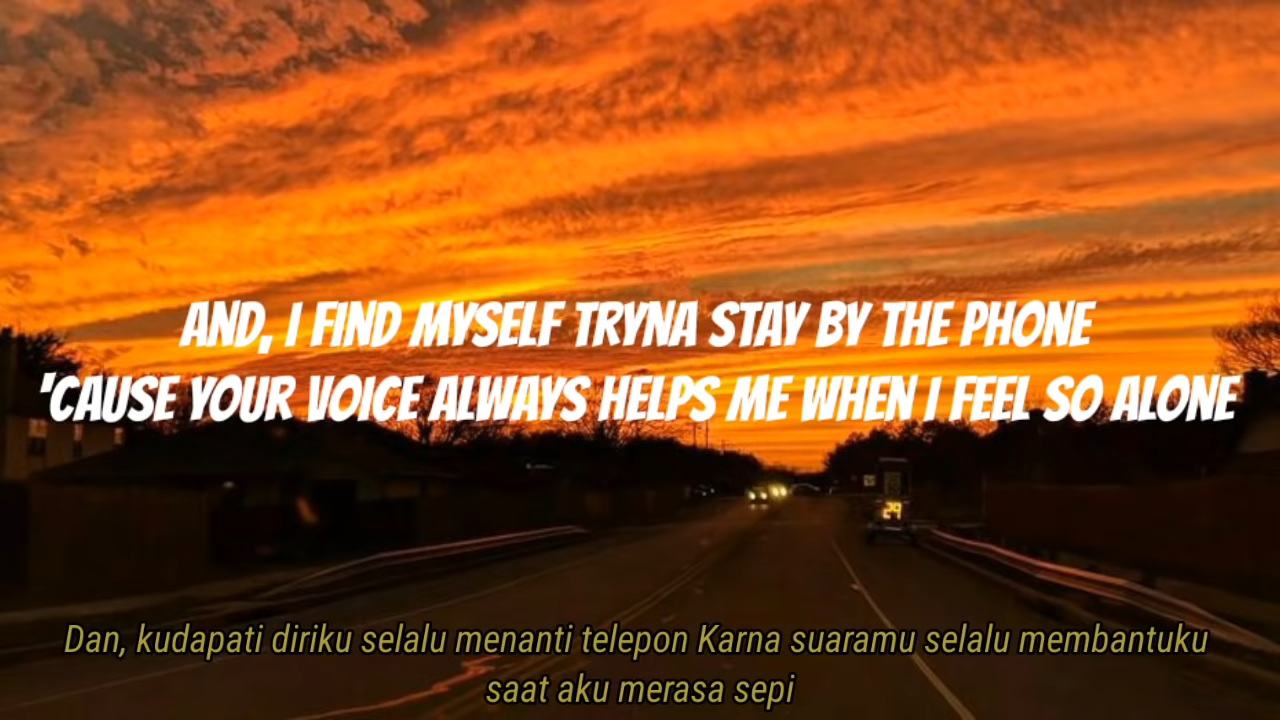 AND, I FIND MYSELF TRYNA STAY BY THE PHONE
'CAUSE YOUR VOICE ALWAYS HELPS ME WHEN I FEEL SO ALONE
29
Dan, kudapati diriku selalu menanti telepon Karna suaramu selalu membantuku
saat aku merasa sepi